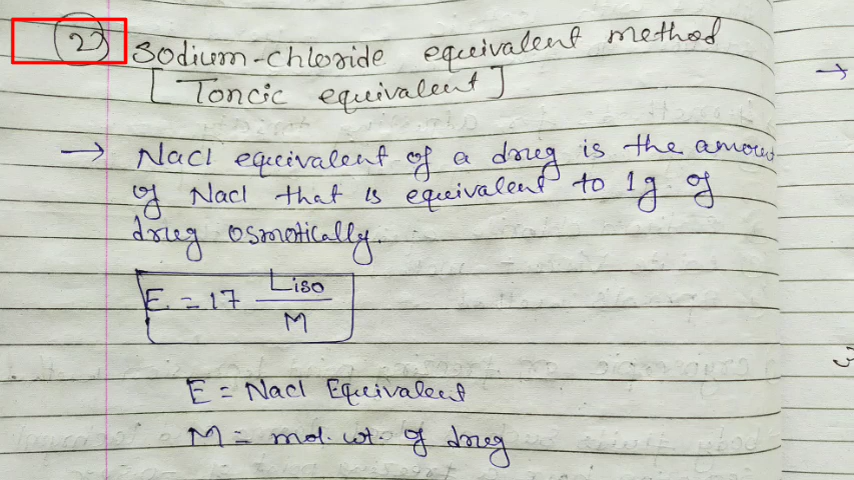 2) Sodium-chloride equivalent method
[Toncic equivalent]
→ Nacl equivalent of a drug is the amou
of Nacl that is equivalent to 1g of
drug osmotically.
E = 17 Liso / M
E = Nacl Equivalent
M = mol. wt. of drug